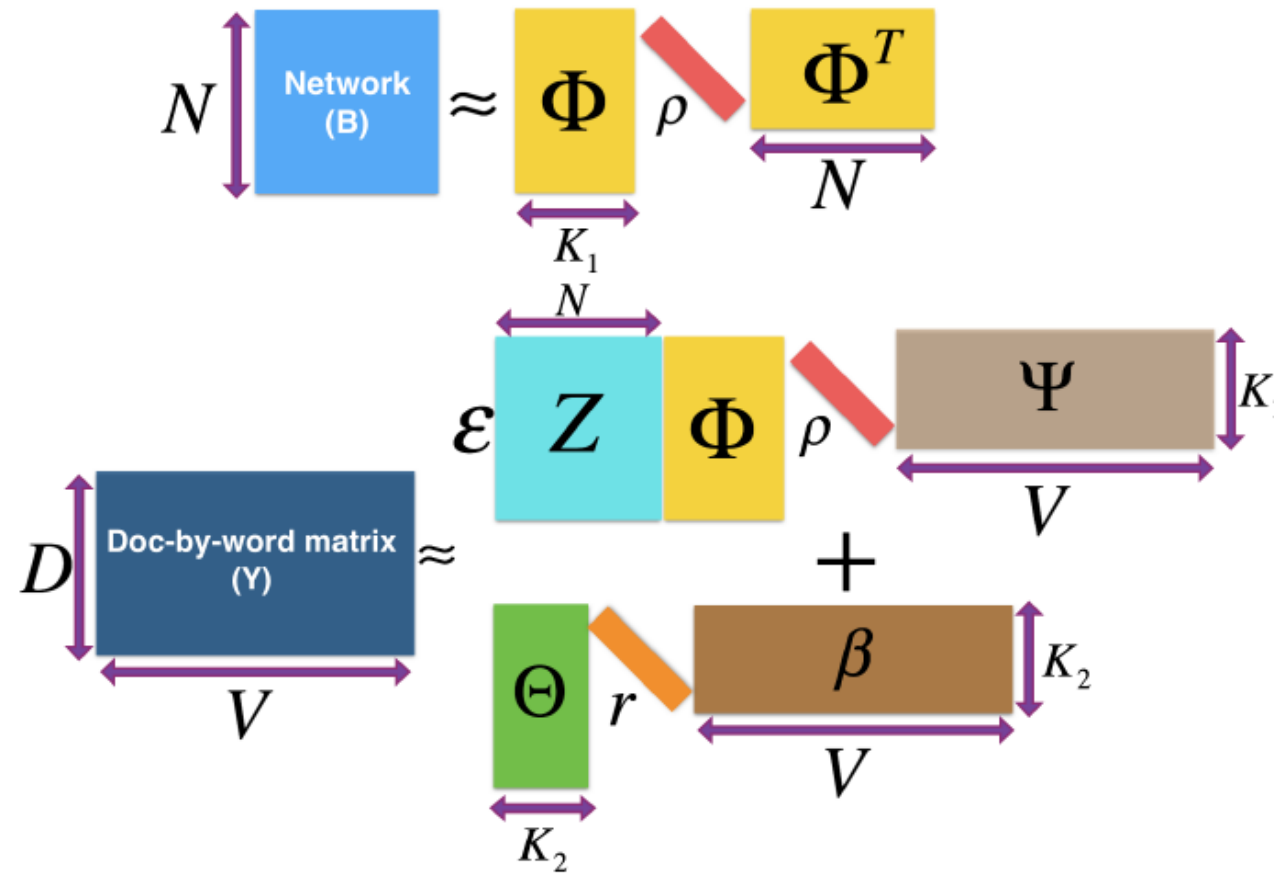 N
Network
(B)
≈
Φ
ρ
Φ^T
N
K₁
N
ε
Z
Φ
ρ
Ψ
K
V
D
Doc-by-word matrix
(Y)
≈
+
V
Θ
r
β
K₂
V
K₂